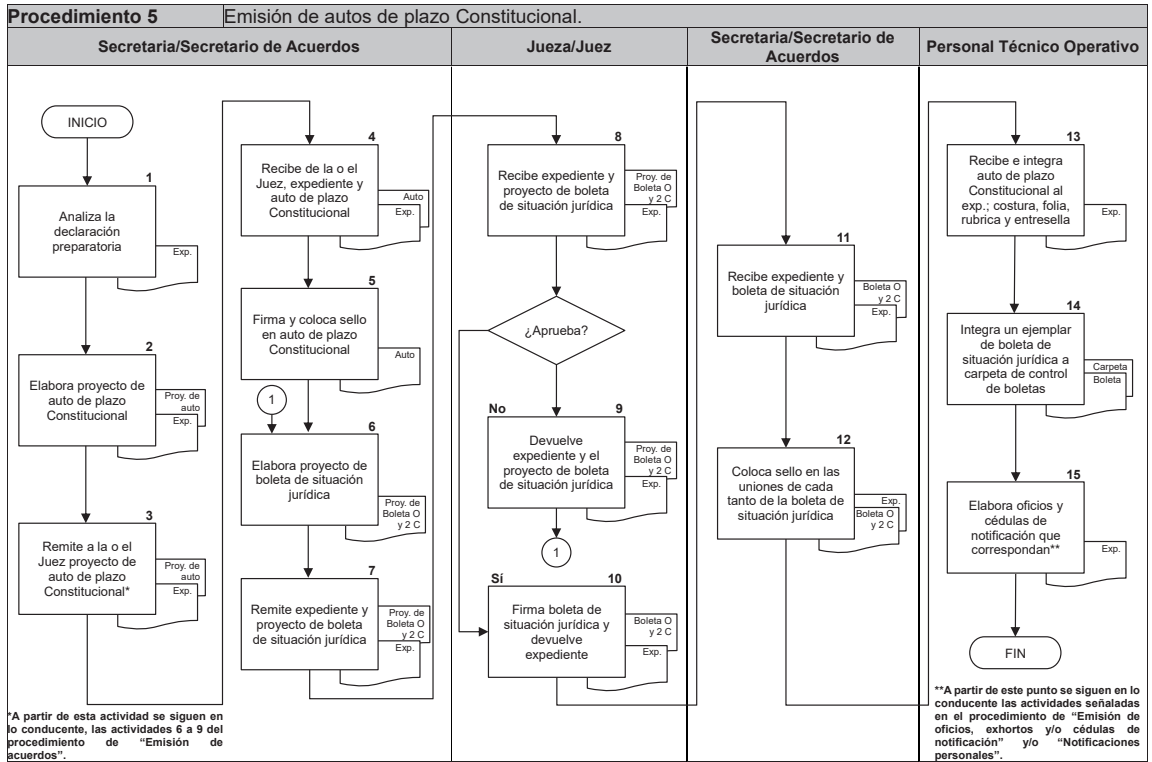 Procedimiento 5
Emisión de autos de plazo Constitucional.
Secretaria/Secretario de Acuerdos
Jueza/Juez
Secretaria/Secretario de
Acuerdos
Personal Técnico Operativo
INICIO
1
Analiza la
declaración
preparatoria
Exp.
2
Elabora proyecto de
auto de plazo
Constitucional
Proy. de
auto
Exp.
3
Remite a la o el
Juez proyecto de
auto de plazo
Constitucional*
Proy. de
auto
Exp.
*A partir de esta actividad se siguen en
lo conducente, las actividades 6 a 9 del
procedimiento de “Emisión de
acuerdos”.
4
Recibe de la o el
Juez, expediente y
auto de plazo
Constitucional
Auto
Exp.
5
Firma y coloca sello
en auto de plazo
Constitucional
Auto
1
6
Elabora proyecto de
boleta de situación
jurídica
Proy. de
Boleta O
y 2 C
7
Remite expediente y
proyecto de boleta
de situación jurídica
Proy. de
Boleta O
y 2 C
Exp.
8
Recibe expediente y
proyecto de boleta
de situación jurídica
Proy. de
Boleta O
y 2 C
Exp.
¿Aprueba?
No
9
Devuelve
expediente y el
proyecto de boleta
de situación jurídica
Proy. de
Boleta O
y 2 C
Exp.
1
Sí
10
Firma boleta de
situación jurídica y
devuelve
expediente
Boleta O
y 2 C
Exp.
11
Recibe expediente y
boleta de situación
jurídica
Boleta O
y 2 C
Exp.
12
Coloca sello en las
uniones de cada
tanto de la boleta de
situación jurídica
Exp.
Boleta O
y 2 C
13
Recibe e integra
auto de plazo
Constitucional al
exp.; costura, folia,
rubrica y entresella
Exp.
14
Integra un ejemplar
de boleta de
situación jurídica a
carpeta de control
de boletas
Carpeta
Boleta
15
Elabora oficios y
cédulas de
notificación que
correspondan**
Exp.
FIN
**A partir de este punto se siguen en lo
conducente las actividades señaladas
en el procedimiento de “Emisión de
oficios, exhortos y/o cédulas de
notificación” y/o “Notificaciones
personales”.